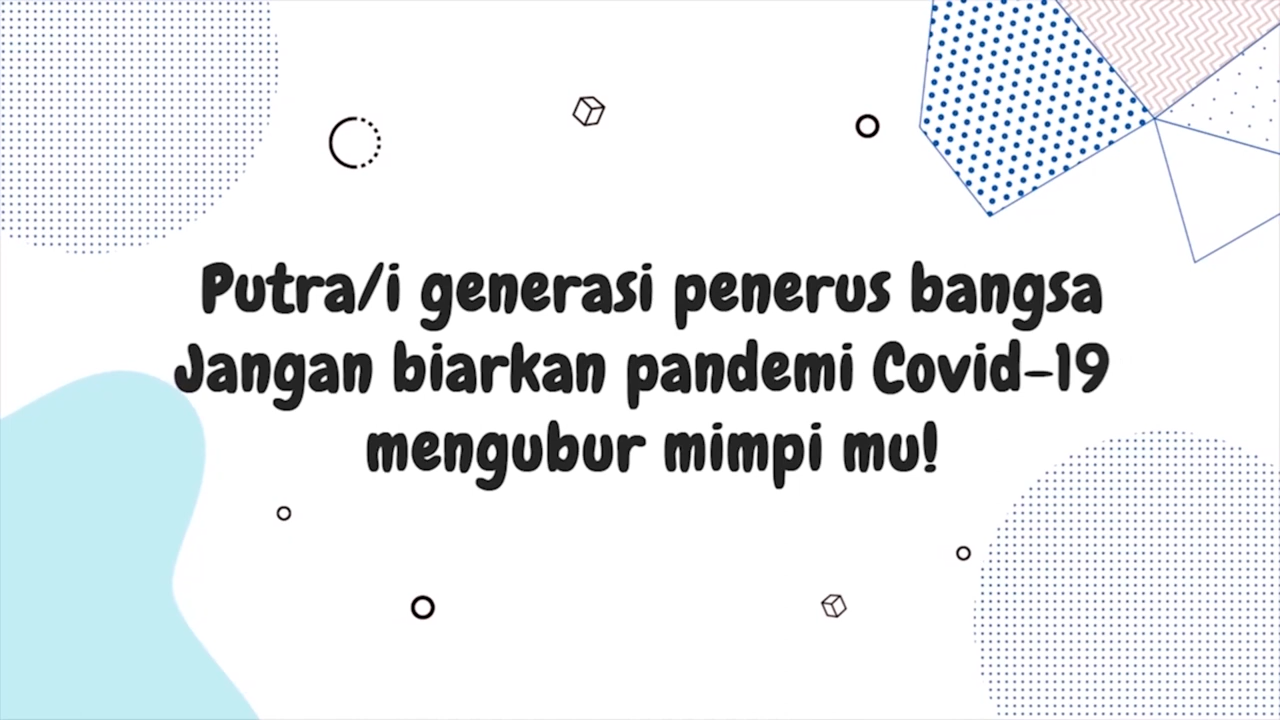 Putra/i generasi penerus bangsa
Jangan biarkan pandemi Covid-19
mengubur mimpi mu!